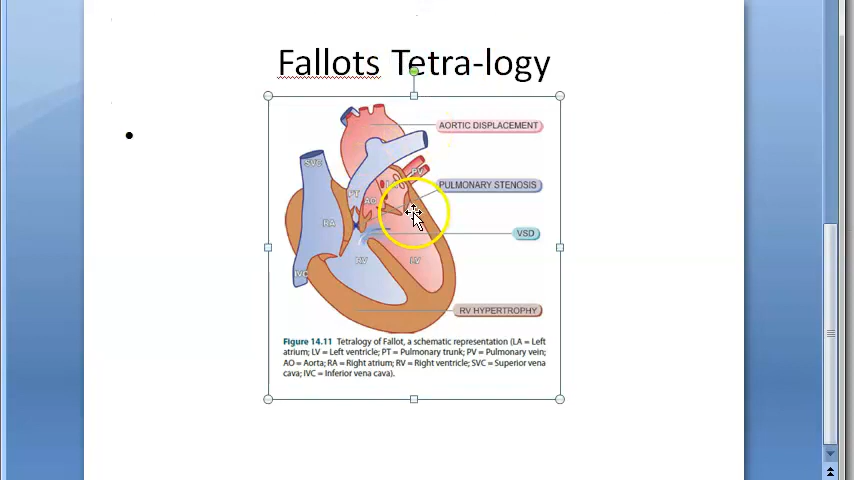 Fallots Tetra-logy
AORTIC DISPLACEMENT
PV
SVC
PULMONARY STENOSIS
PT
AO
RA
VSD
RV
LV
IVC
RV HYPERTROPHY
Figure 14.11 Tetralogy of Fallot, a schematic representation (LA = Left
atrium; LV = Left ventricle; PT = Pulmonary trunk; PV = Pulmonary vein;
AO = Aorta; RA = Right atrium; RV = Right ventricle; SVC = Superior vena
cava; IVC = Inferior vena cava).